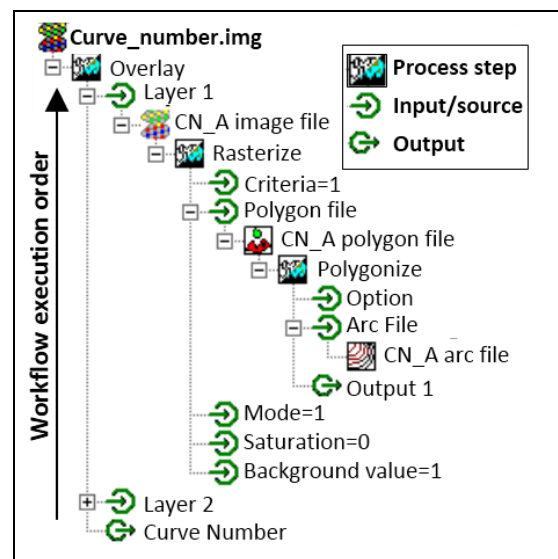 Curve_number.img
Overlay
Layer 1
CN_A image file
Rasterize
Criteria=1
Polygon file
CN_A polygon file
Polygonize
Option
Arc File
CN_A arc file
Output 1
Mode=1
Saturation=0
Background value=1
Layer 2
Curve Number
Process step
Input/source
Output
Workflow execution order